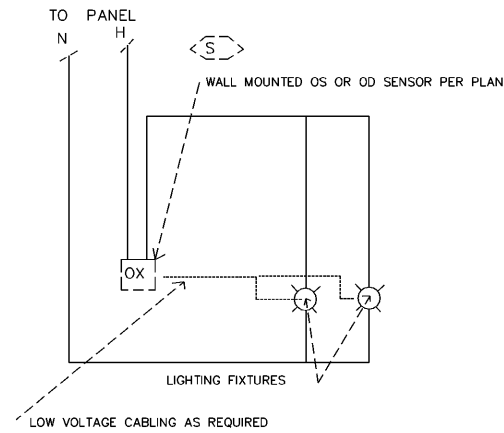 TO PANEL
N H
S
WALL MOUNTED OS OR OD SENSOR PER PLAN
OX
LIGHTING FIXTURES
LOW VOLTAGE CABLING AS REQUIRED